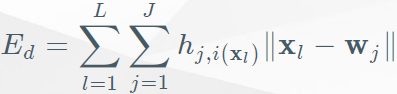 $E_d = \sum_{l=1}^{L} \sum_{j=1}^{J} h_{j,i(\mathbf{x}_l)} \|\mathbf{x}_l - \mathbf{w}_j\|$